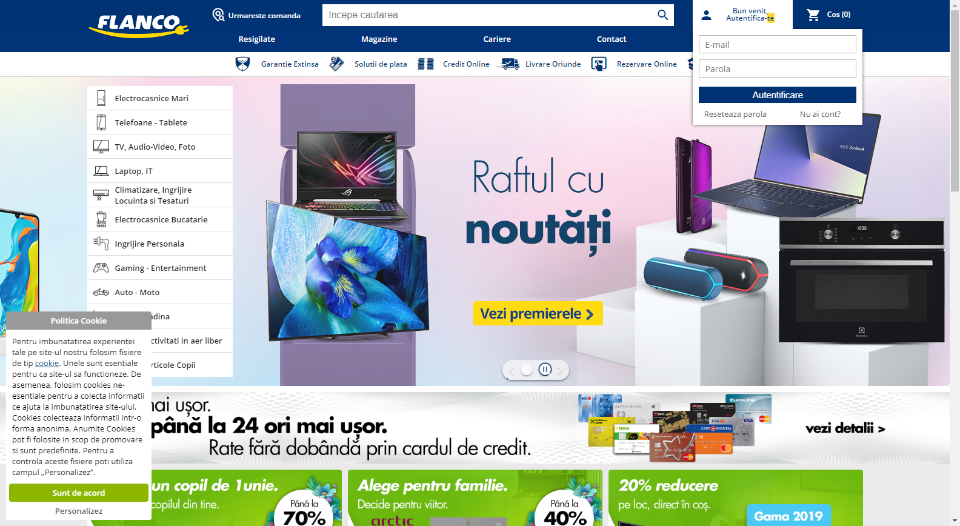 FLANCO
Urmareste comanda
Incepe cautarea
Bun venit,
Autentifica-te
Cos (0)
Resigilate
Magazine
Cariere
Contact
Garantie Extinsa
Solutii de plata
Credit Online
Livrare Oriunde
Rezervare Online
E-mail
Parola
Autentificare
Reseteaza parola
Nu ai cont?
Electrocasnice Mari
Telefoane - Tablete
TV, Audio-Video, Foto
Laptop, IT
Climatizare, Ingrijire
Locuinta si Tesaturi
Electrocasnice Bucatarie
Ingrijire Personala
Gaming - Entertainment
Auto - Moto
adina
ctivitati in aer liber
rticole Copii
Raftul cu
noutăți
Vezi premierele >
Politica Cookie
Pentru imbunatatirea experientei
tale pe site-ul nostru folosim fisiere
de tip cookie. Unele sunt esentiale
pentru ca site-ul sa functioneze. De
asemenea, folosim cookies ne-
esentiale pentru a colecta informatii
ce ajuta la imbunatatirea site-ului.
Cookies colecteaza informatii intr-o
forma anonima. Anumite Cookies
pot fi folosite in scop de promovare
si sunt predefinite. Pentru a
controla aceste fisiere poti utiliza
campul „Personalizez".
Sunt de acord
Personalizez
mai ușor.
până la 24 ori mai ușor.
Rate fără dobândă prin cardul de credit.
vezi detalii >
un copil de 1unie.
copilul din tine.
Până la
70%
Alege pentru familie.
Decide pentru viitor.
arctic
Până la
40%
20% reducere
pe loc, direct în coș.
Gama 2019